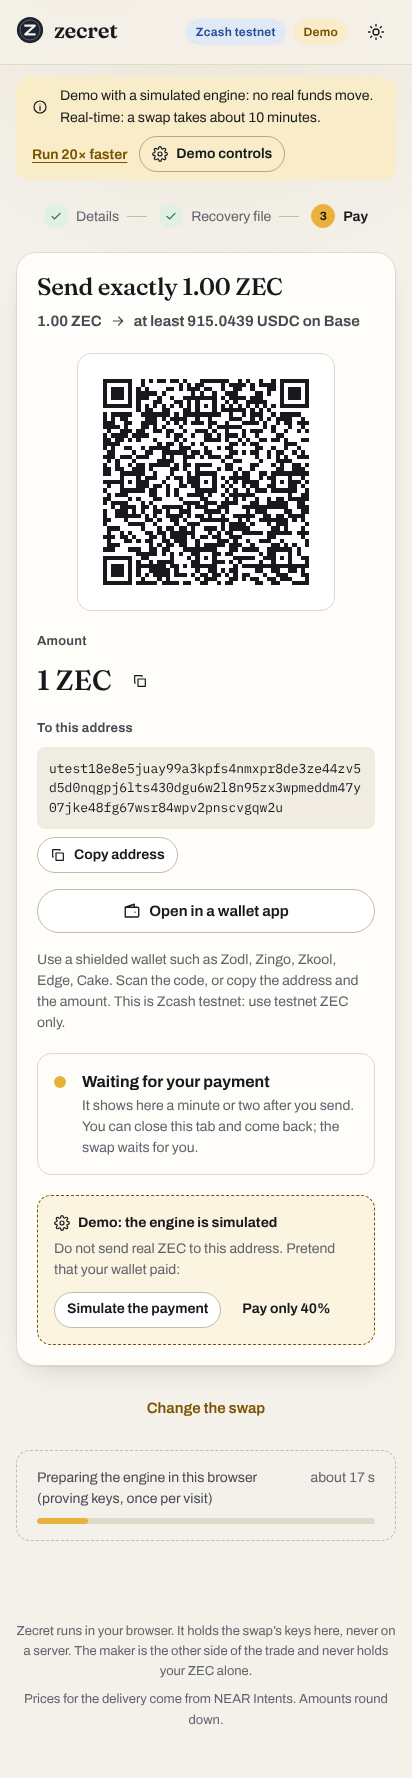 zecret
Zcash testnet
Demo
Demo with a simulated engine: no real funds move.
Real-time: a swap takes about 10 minutes.
Run 20× faster
Demo controls
Details
Recovery file
3
Pay
Send exactly 1.00 ZEC
1.00 ZEC → at least 915.0439 USDC on Base
Amount
1 ZEC
To this address
utest18e8e5juay99a3kpfs4nmxpr8de3ze44zv5
d5d0nqgpj6lts430dgu6w2l8n95zx3wpmeddm47y
07jke48fg67wsr84wpv2pnscvgqw2u
Copy address
Open in a wallet app
Use a shielded wallet such as Zodl, Zingo, Zkool,
Edge, Cake. Scan the code, or copy the address and
the amount. This is Zcash testnet: use testnet ZEC
only.
Waiting for your payment
It shows here a minute or two after you send.
You can close this tab and come back; the
swap waits for you.
Demo: the engine is simulated
Do not send real ZEC to this address. Pretend
that your wallet paid:
Simulate the payment
Pay only 40%
Change the swap
Preparing the engine in this browser
(proving keys, once per visit)
about 17 s
Zecret runs in your browser. It holds the swap's keys here, never on
a server. The maker is the other side of the trade and never holds
your ZEC alone.
Prices for the delivery come from NEAR Intents. Amounts round
down.